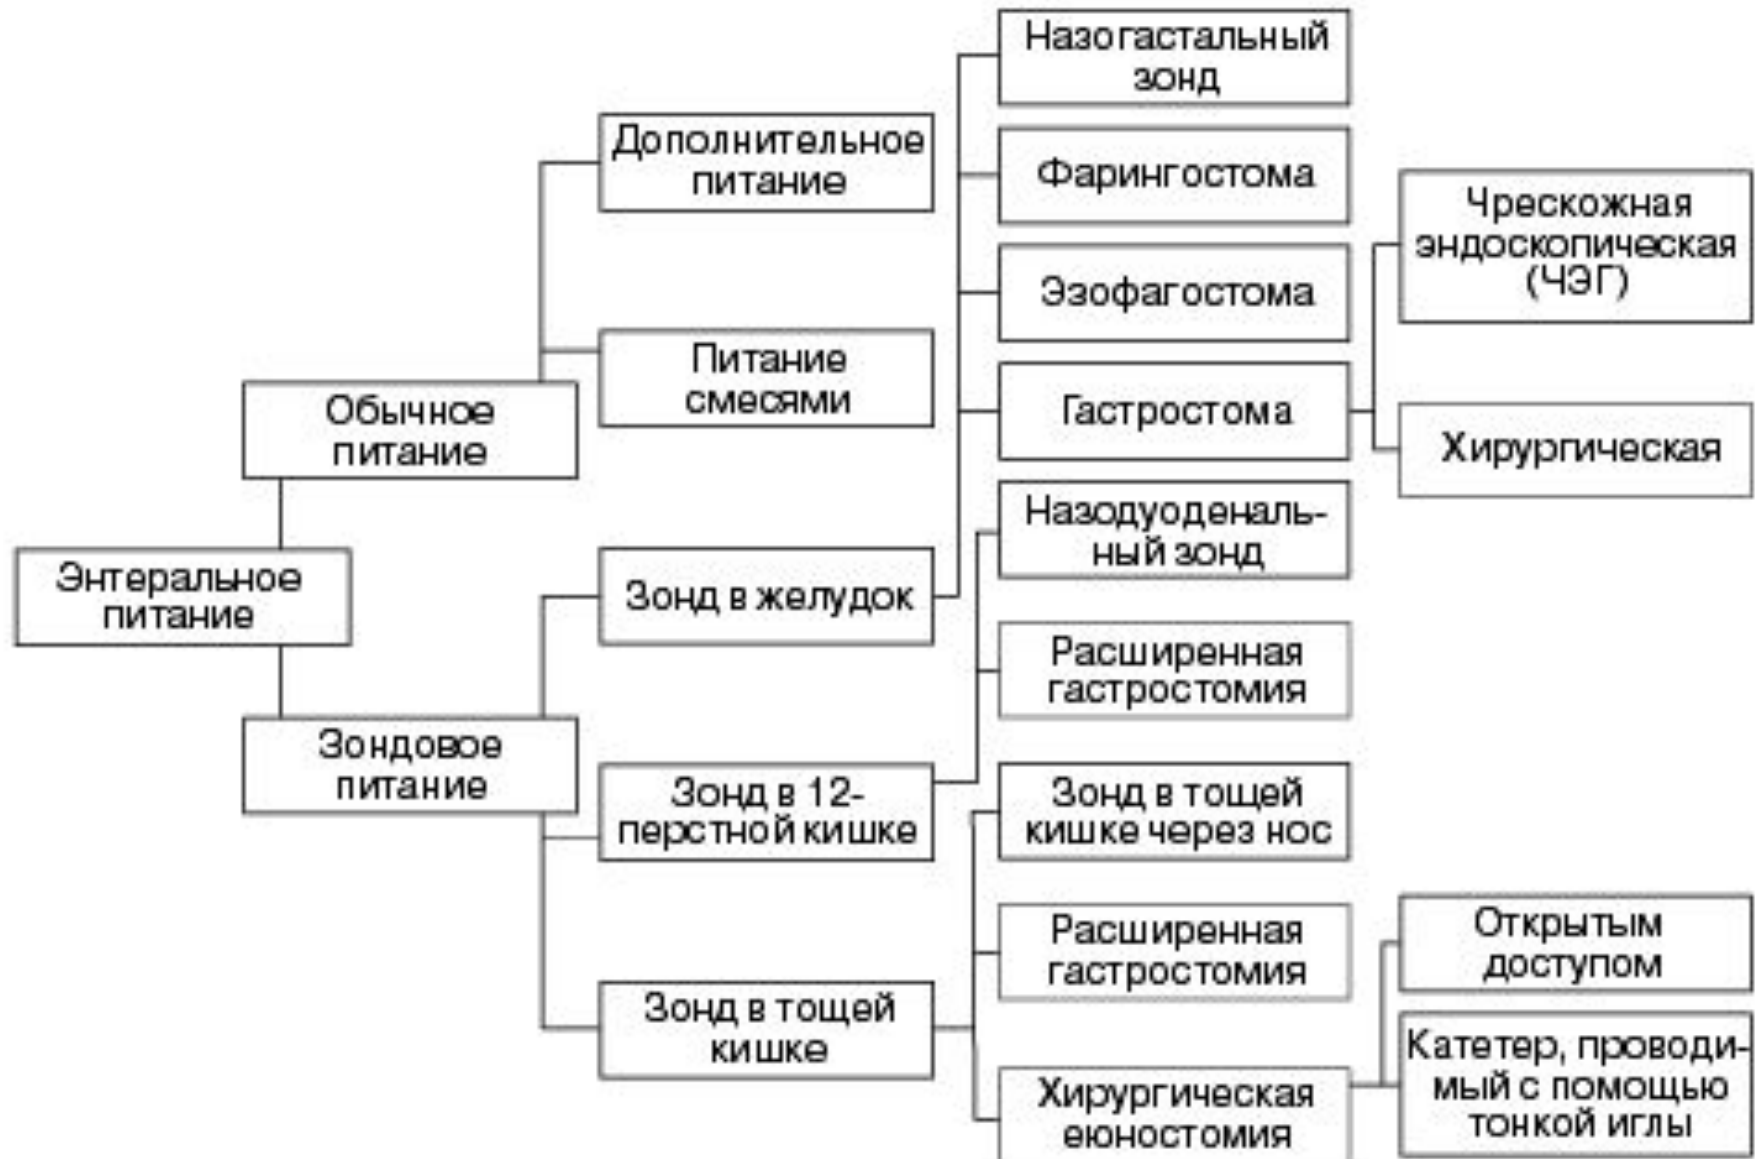 Назогастальный
зонд
Дополнительное
питание
Фарингостома
Чрескожная
эндоскопическая
(ЧЭГ)
Эзофагостома
Питание
смесями
Обычное
питание
Гастростома
Хирургическая
Назодуоденаль-
ный зонд
Энтеральное
питание
Зонд в желудок
Расширенная
гастростомия
Зондовое
питание
Зонд в 12-
перстной кишке
Зонд в тощей
кишке через нос
Расширенная
гастростомия
Открытым
доступом
Зонд в тощей
кишке
Хирургическая
еюностомия
Катетер, проводи-
мый с помощью
тонкой иглы